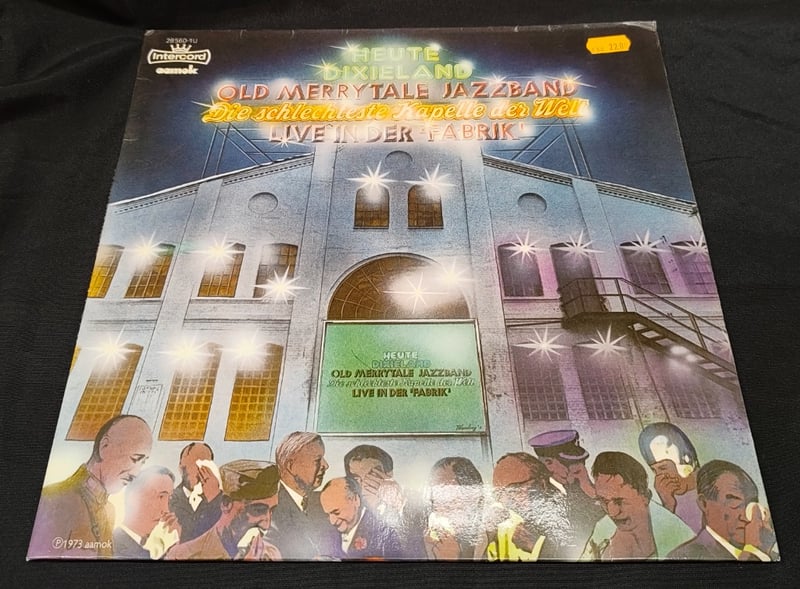 28560-1U
Intercord
aamok
HEUTE
DIXIELAND
OLD MERRYTALE JAZZBAND
Die schlechteste Kapelle der Welt
LIVE IN DER 'FABRIK'
HEUTE
DIXIELAND
OLD MERRYTALE JAZZBAND
Die schlechteste Kapelle der Welt
LIVE IN DER 'FABRIK'
℗1973 aamok